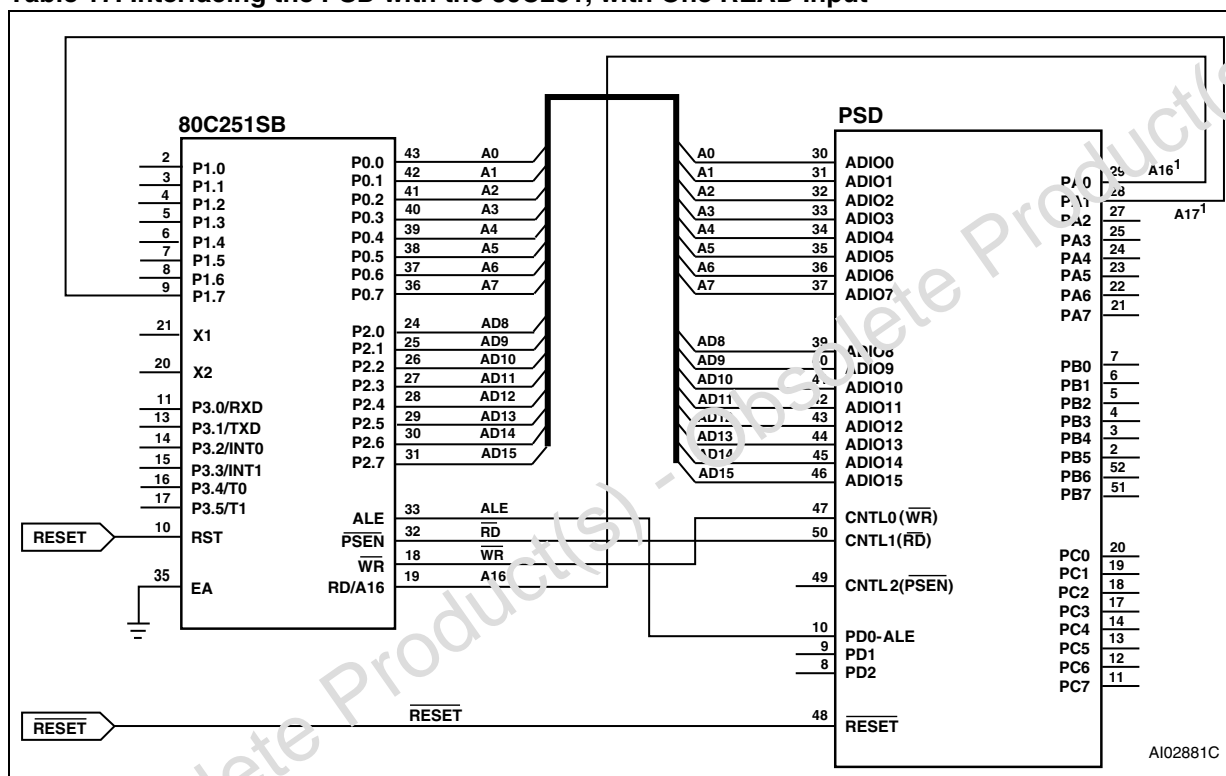 Table 17. Interfacing the PSD with the 80C251, with One READ Input
80C251SB
2 P1.0
3 P1.1
4 P1.2
5 P1.3
6 P1.4
7 P1.5
8 P1.6
9 P1.7
21 X1
20 X2
11 P3.0/RXD
13 P3.1/TXD
14 P3.2/INT0
15 P3.3/INT1
16 P3.4/T0
17 P3.5/T1
RESET 10 RST
35 EA
P0.0 43 A0
P0.1 42 A1
P0.2 41 A2
P0.3 40 A3
P0.4 39 A4
P0.5 38 A5
P0.6 37 A6
P0.7 36 A7
P2.0 24 AD8
P2.1 25 AD9
P2.2 26 AD10
P2.3 27 AD11
P2.4 28 AD12
P2.5 29 AD13
P2.6 30 AD14
P2.7 31 AD15
ALE 33 ALE
PSEN 32 RD
WR 18 WR
RD/A16 19 A16
PSD
A0 30 ADIO0
A1 31 ADIO1
A2 32 ADIO2
A3 33 ADIO3
A4 34 ADIO4
A5 35 ADIO5
A6 36 ADIO6
A7 37 ADIO7
AD8 39 ADIO8
AD9 ADIO9
AD10 ADIO10
AD11 ADIO11
AD12 43 ADIO12
AD13 44 ADIO13
AD14 45 ADIO14
AD15 46 ADIO15
47 CNTL0(WR)
50 CNTL1(RD)
49 CNTL 2(PSEN)
10 PD0-ALE
9 PD1
8 PD2
RESET RESET 48 RESET
PA0 29 A16¹
PA1 28 A17¹
PA2 27
PA3 25
PA4 24
PA5 23
PA6 22
PA7 21
PB0 7
PB1 6
PB2 5
PB3 4
PB4 3
PB5 2
PB6 52
PB7 51
PC0 20
PC1 19
PC2 18
PC3 17
PC4 14
PC5 13
PC6 12
PC7 11
AI02881C
Obsolete Product(s) - Obsolete Product(s)